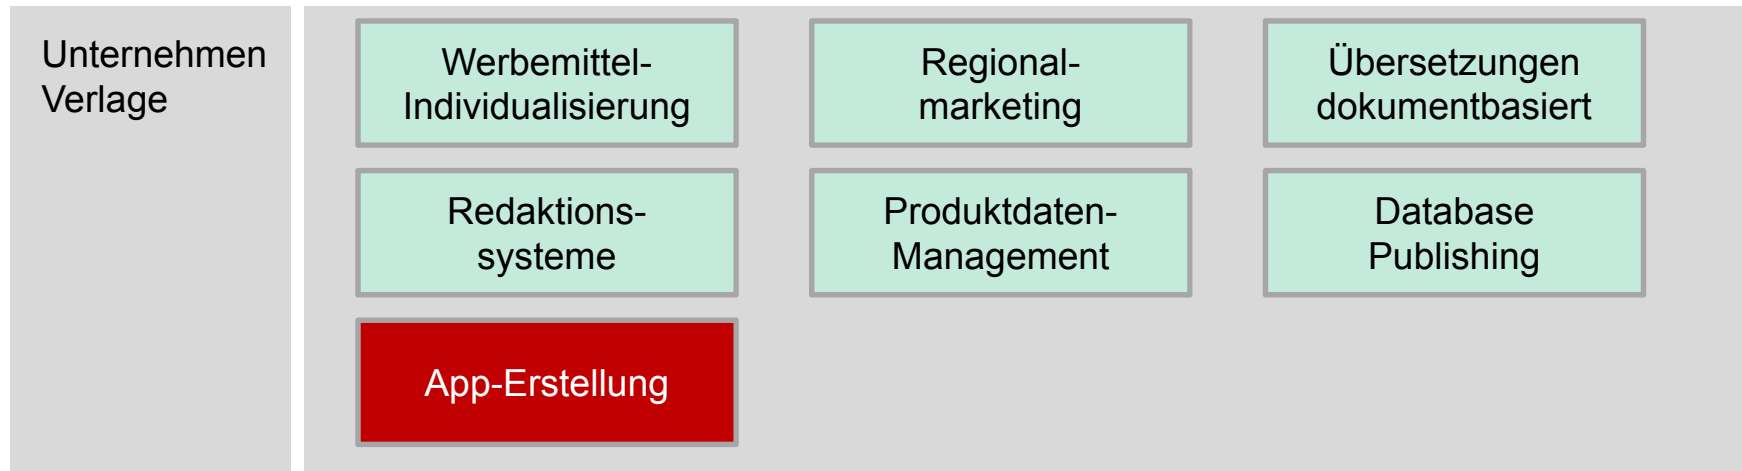 Unternehmen
Verlage
Werbemittel-
Individualisierung
Regional-
marketing
Übersetzungen
dokumentbasiert
Redaktions-
systeme
Produktdaten-
Management
Database
Publishing
App-Erstellung